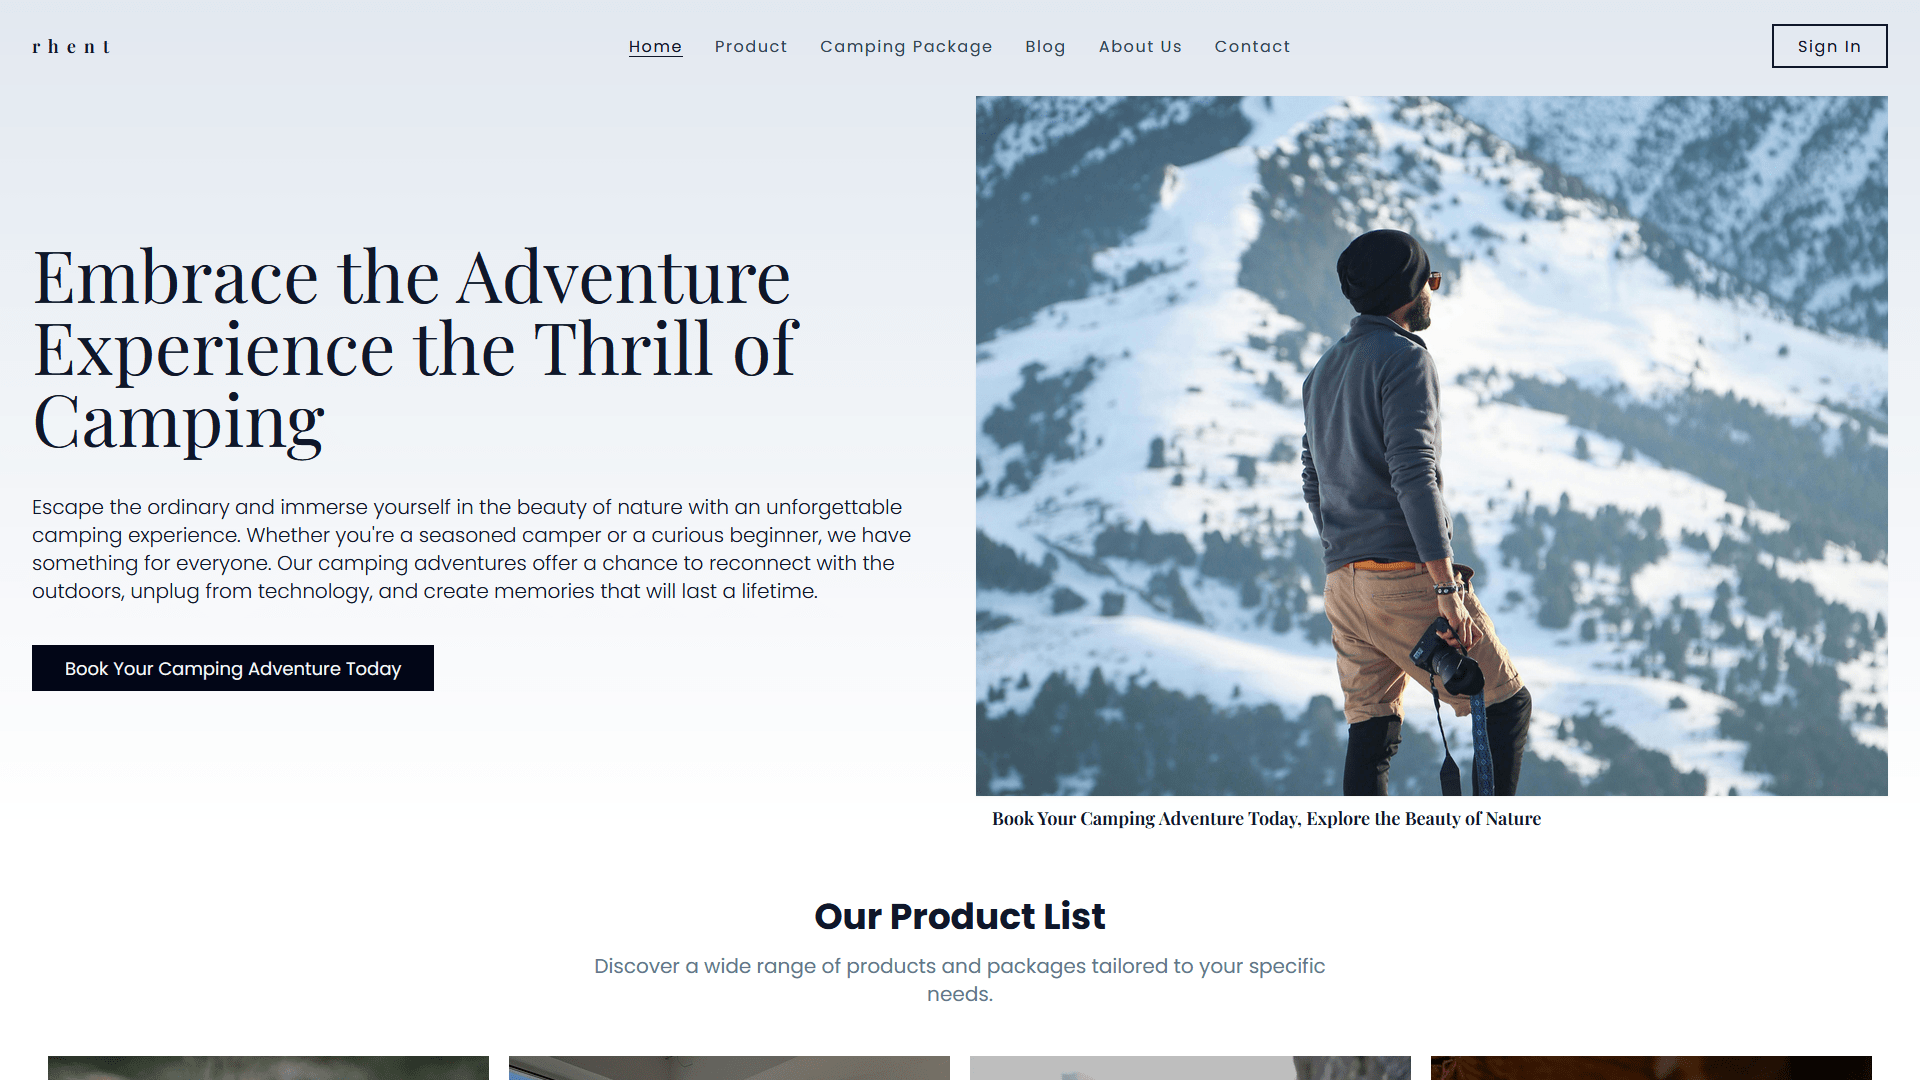 rhent
Home
Product
Camping Package
Blog
About Us
Contact
Sign In
Embrace the Adventure
Experience the Thrill of
Camping
Escape the ordinary and immerse yourself in the beauty of nature with an unforgettable
camping experience. Whether you're a seasoned camper or a curious beginner, we have
something for everyone. Our camping adventures offer a chance to reconnect with the
outdoors, unplug from technology, and create memories that will last a lifetime.
Book Your Camping Adventure Today
Book Your Camping Adventure Today, Explore the Beauty of Nature
Our Product List
Discover a wide range of products and packages tailored to your specific
needs.